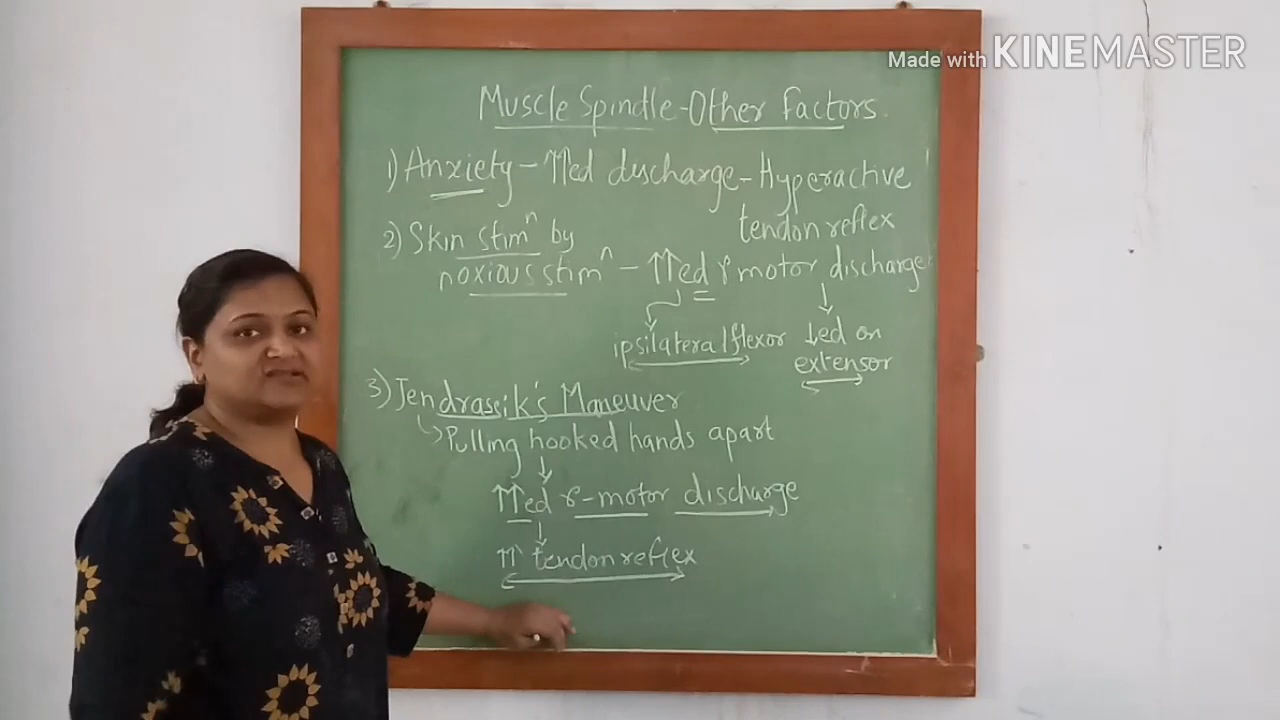 Made with KINEMASTER
Muscle Spindle-Other factors.
1) Anxiety - ↑↑ed discharge - Hyperactive
tendon reflex
2) Skin stimⁿ by
noxious stimⁿ - ↑↑ed γ motor discharge
ipsilateral flexor ↓ed on
extensor
3) Jendrassik's Maneuver
↳ Pulling hooked hands apart
↓
↑↑ed γ-motor discharge
↓
↑↑ tendon reflex